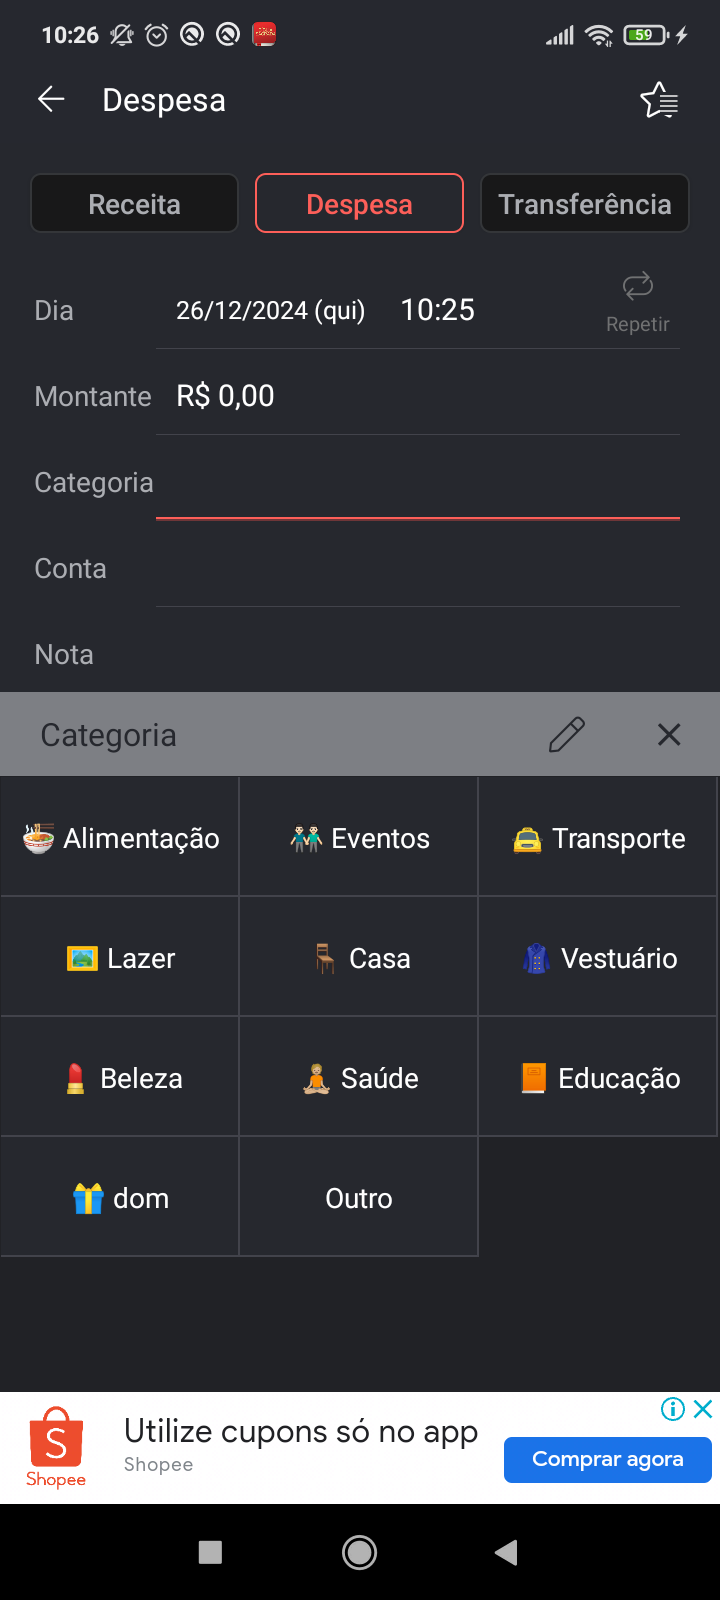 10:26 59
Despesa
Receita Despesa Transferência
Dia 26/12/2024 (qui) 10:25 Repetir
Montante R$ 0,00
Categoria
Conta
Nota
Categoria
Alimentação Eventos Transporte
Lazer Casa Vestuário
Beleza Saúde Educação
dom Outro
Utilize cupons só no app
Shopee
Comprar agora
S
Shopee